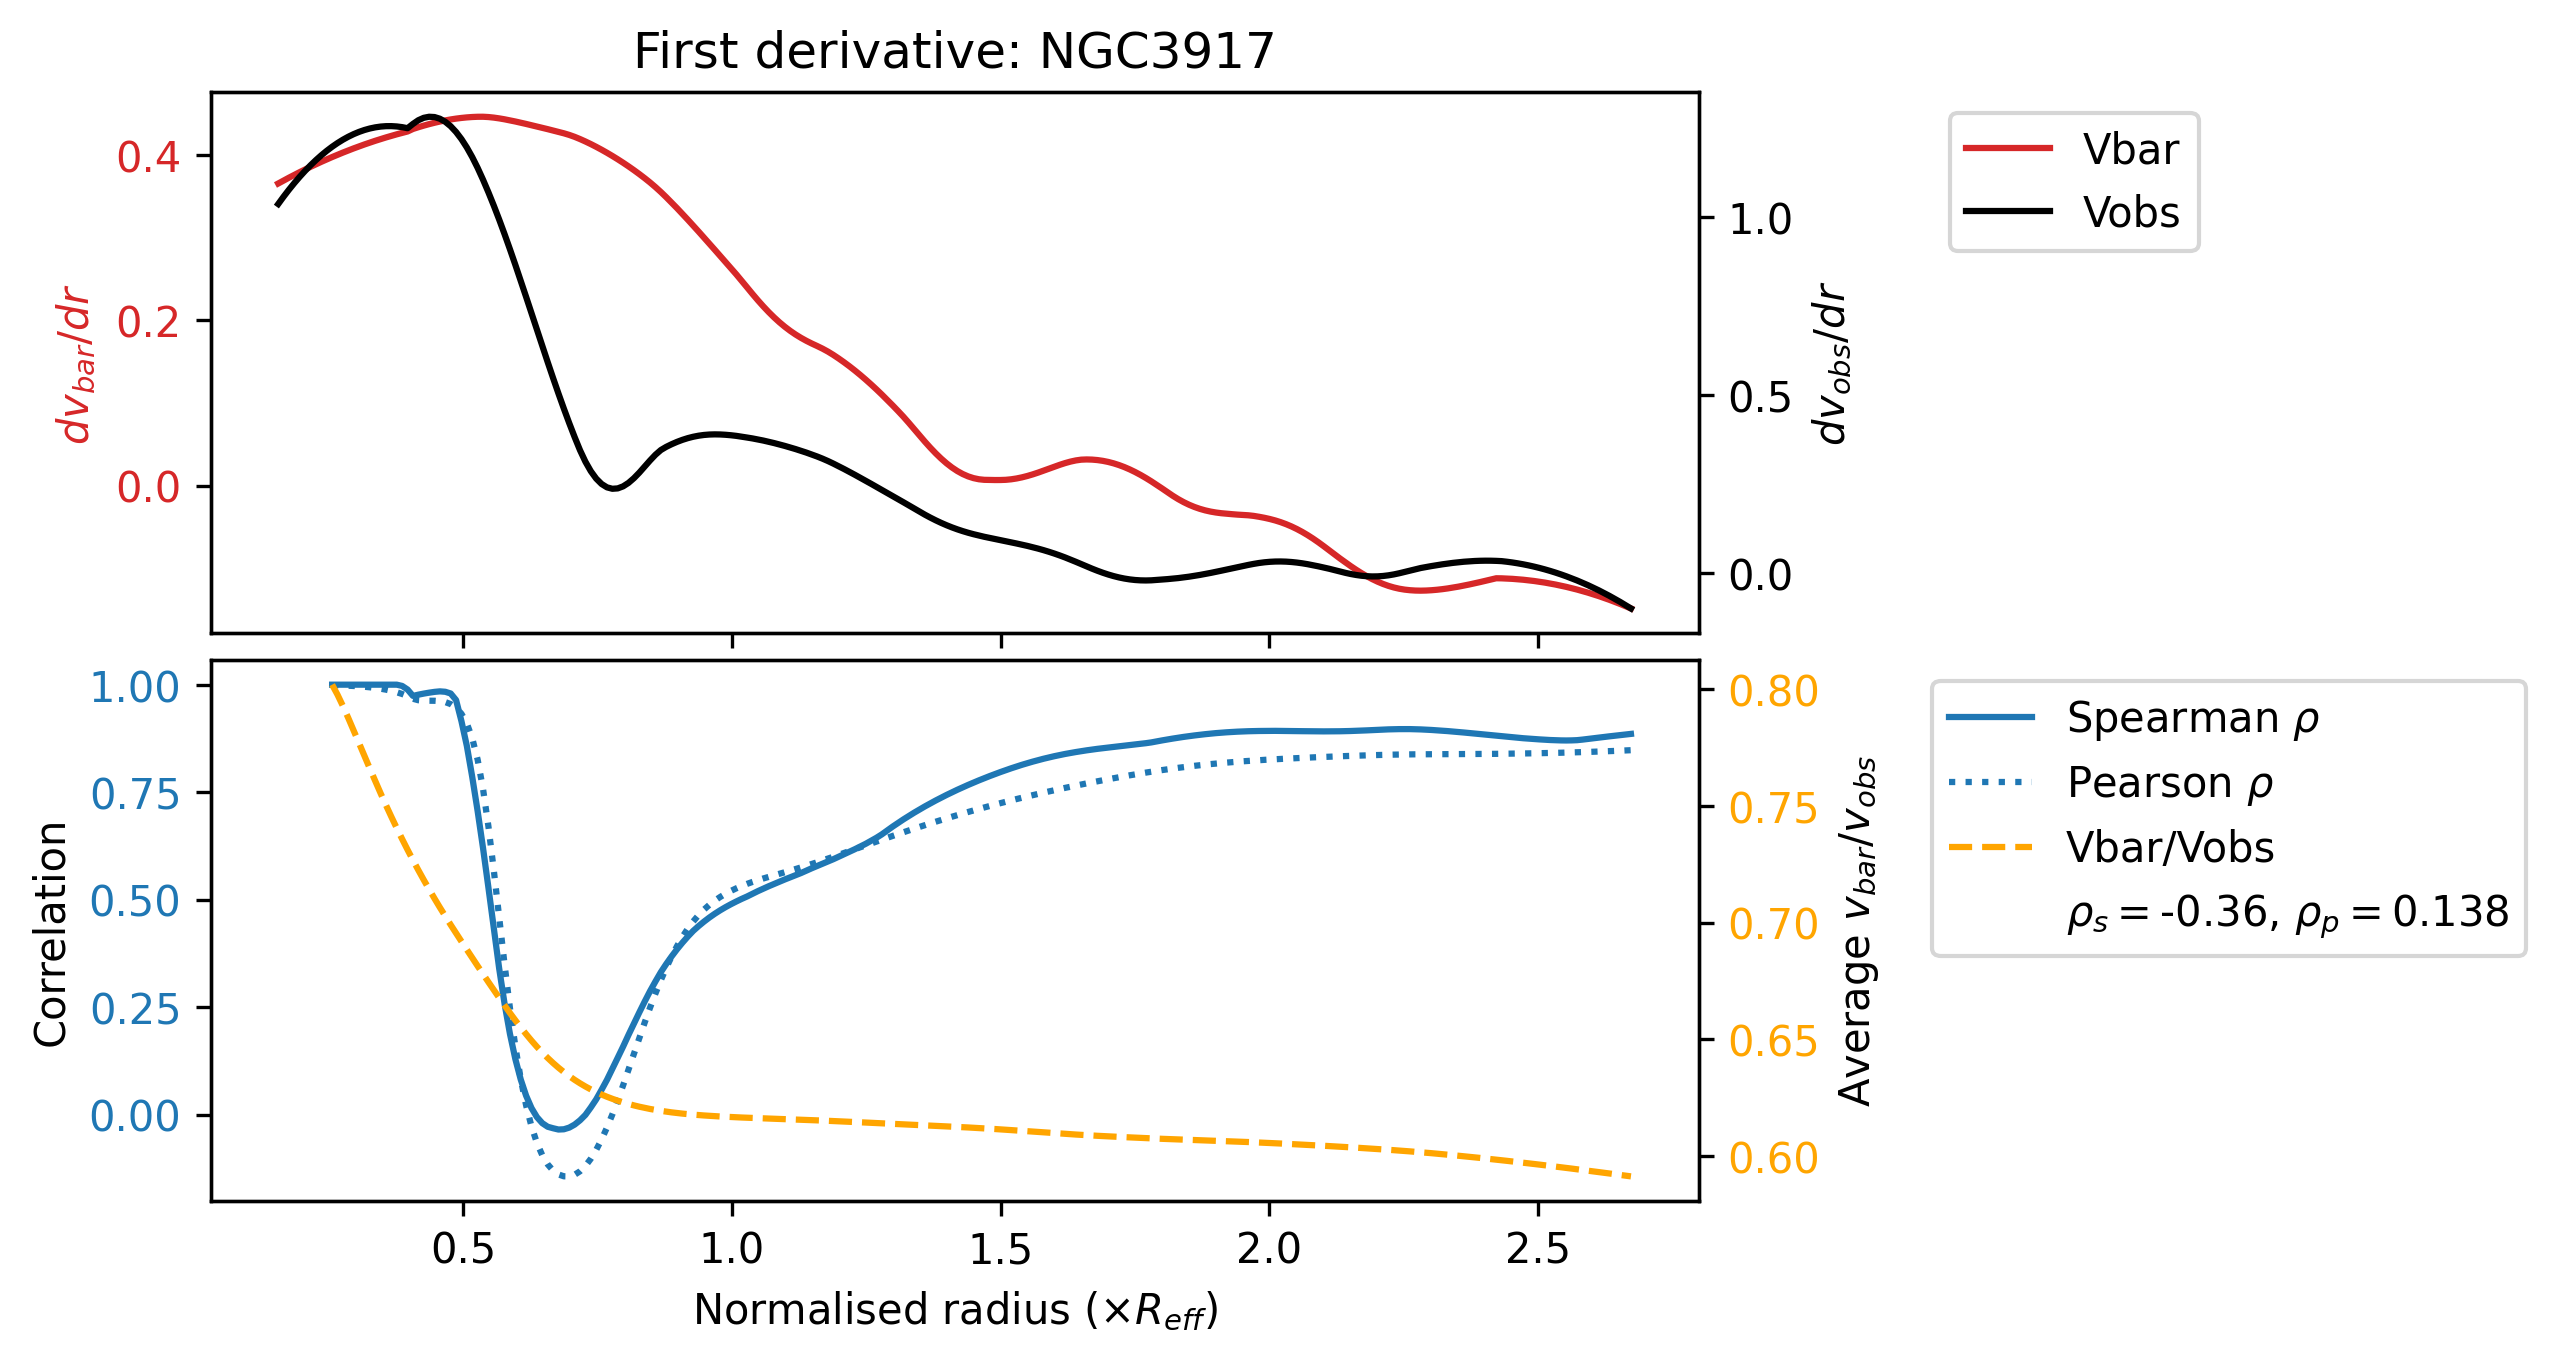 First derivative: NGC3917
0.4
0.2
0.0
dv_bar/dr
1.0
0.5
0.0
dv_obs/dr
Vbar
Vobs
1.00
0.75
0.50
0.25
0.00
Correlation
0.80
0.75
0.70
0.65
0.60
Average v_bar/v_obs
Spearman ρ
Pearson ρ
Vbar/Vobs
ρ_s = -0.36, ρ_p = 0.138
0.5 1.0 1.5 2.0 2.5
Normalised radius (×R_eff)